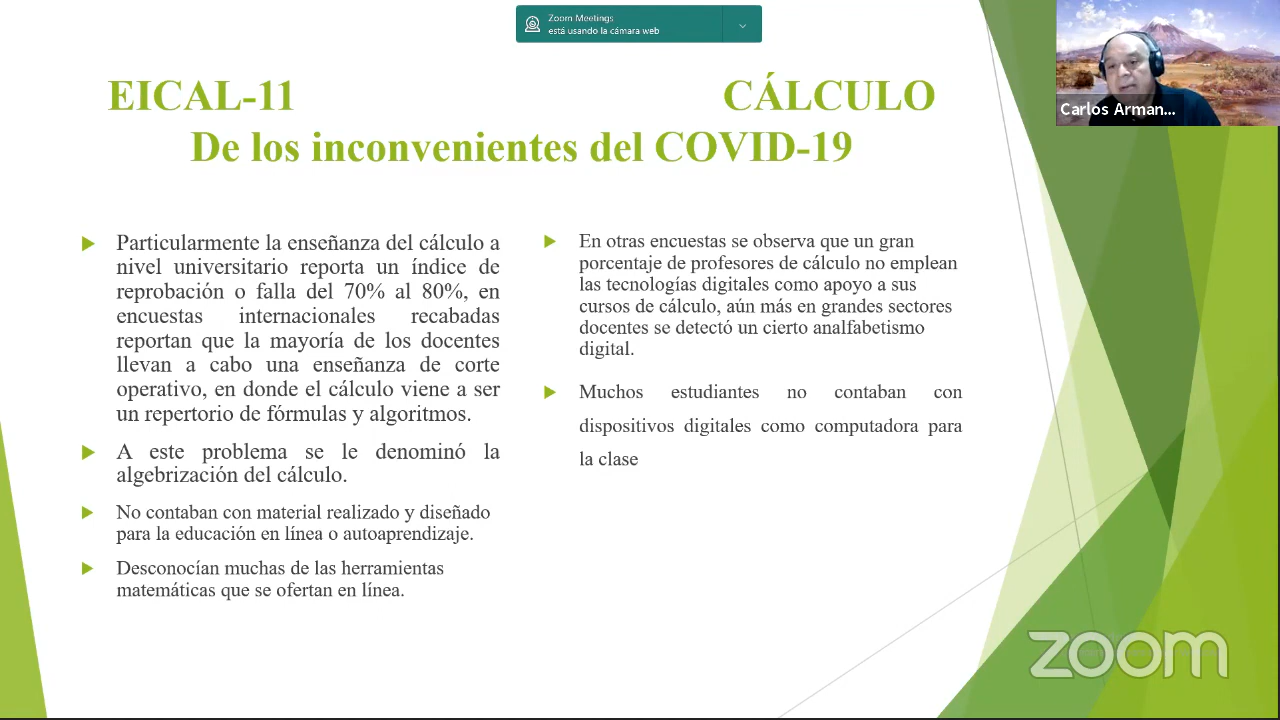 Zoom Meetings
está usando la cámara web
Carlos Arman...
EICAL-11 CÁLCULO
De los inconvenientes del COVID-19
Particularmente la enseñanza del cálculo a
nivel universitario reporta un índice de
reprobación o falla del 70% al 80%, en
encuestas internacionales recabadas
reportan que la mayoría de los docentes
llevan a cabo una enseñanza de corte
operativo, en donde el cálculo viene a ser
un repertorio de fórmulas y algoritmos.
A este problema se le denominó la
algebrización del cálculo.
No contaban con material realizado y diseñado
para la educación en línea o autoaprendizaje.
Desconocían muchas de las herramientas
matemáticas que se ofertan en línea.
En otras encuestas se observa que un gran
porcentaje de profesores de cálculo no emplean
las tecnologías digitales como apoyo a sus
cursos de cálculo, aún más en grandes sectores
docentes se detectó un cierto analfabetismo
digital.
Muchos estudiantes no contaban con
dispositivos digitales como computadora para
la clase
zoom